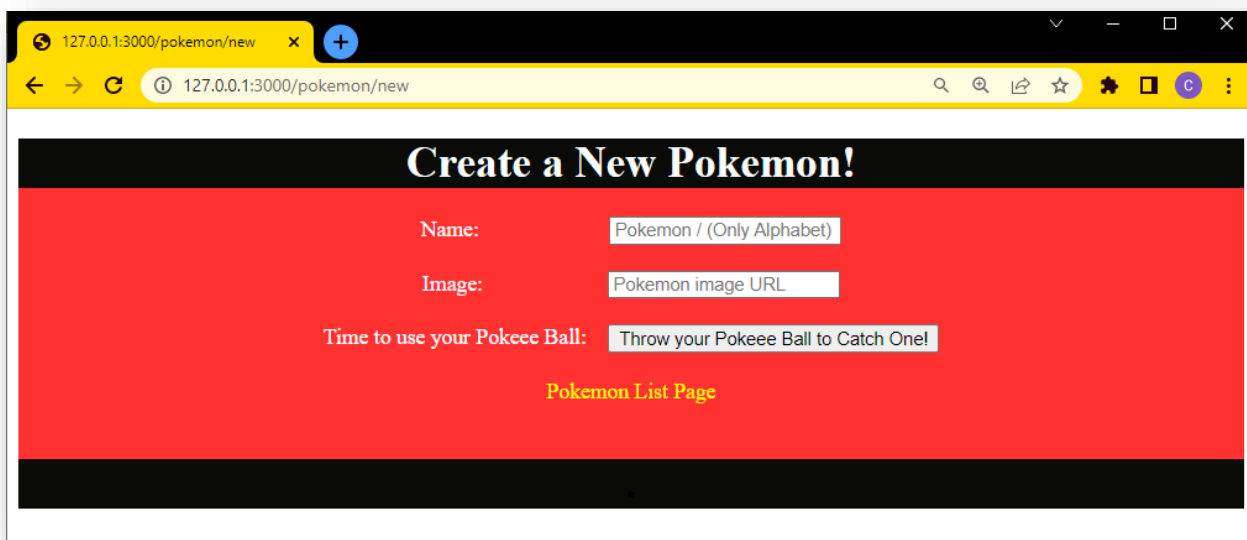 127.0.0.1:3000/pokemon/new
127.0.0.1:3000/pokemon/new
C
Create a New Pokemon!
Name: Pokemon / (Only Alphabet)
Image: Pokemon image URL
Time to use your Pokeee Ball: Throw your Pokeee Ball to Catch One!
Pokemon List Page